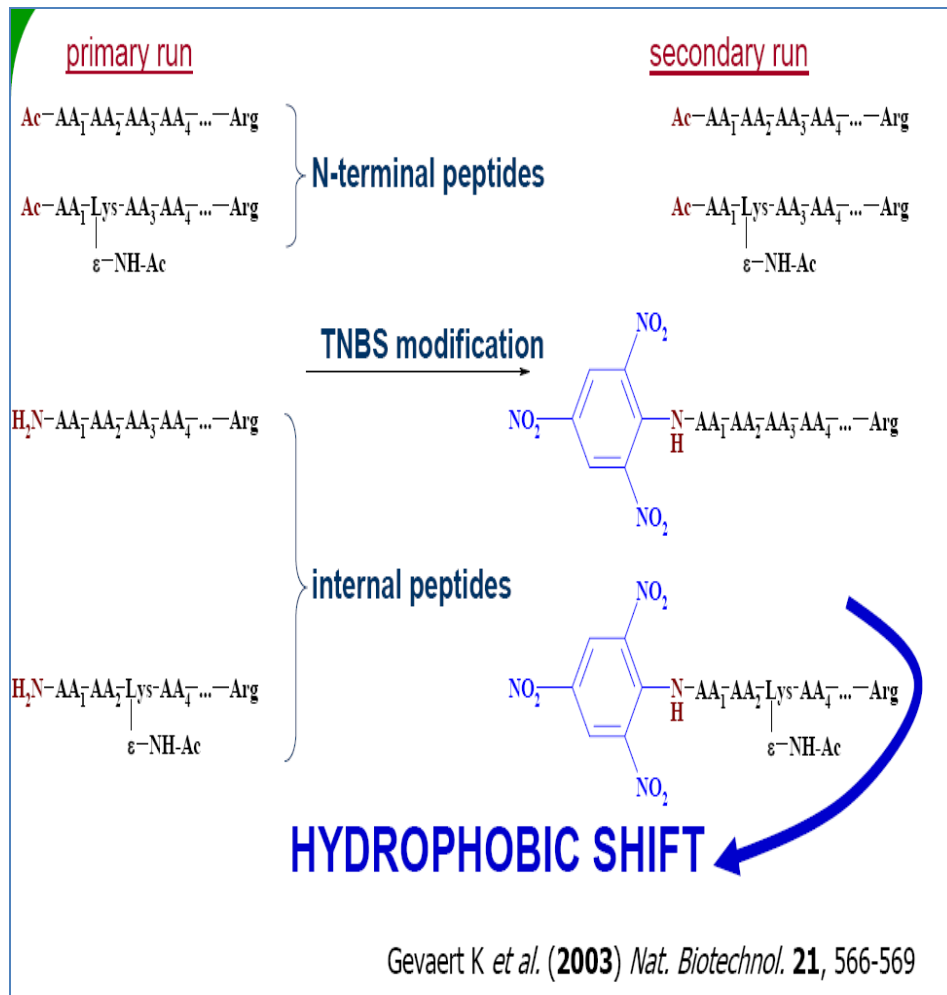 primary run
secondary run
Ac–AA1-AA2-AA3-AA4-...—Arg
Ac–AA1-AA2-AA3-AA4-...—Arg
N-terminal peptides
Ac–AA1-Lys-AA3-AA4-...—Arg
Ac–AA1-Lys-AA3-AA4-...—Arg
ε–NH-Ac
ε–NH-Ac
TNBS modification
NO2
H2N–AA1-AA2-AA3-AA4-...—Arg
NO2
N
H
AA1-AA2-AA3-AA4-...—Arg
NO2
internal peptides
NO2
H2N–AA1-AA2-Lys-AA4-...—Arg
ε–NH-Ac
NO2
N
H
AA1-AA2-Lys-AA4-...—Arg
ε–NH-Ac
NO2
HYDROPHOBIC SHIFT
Gevaert K et al. (2003) Nat. Biotechnol. 21, 566-569